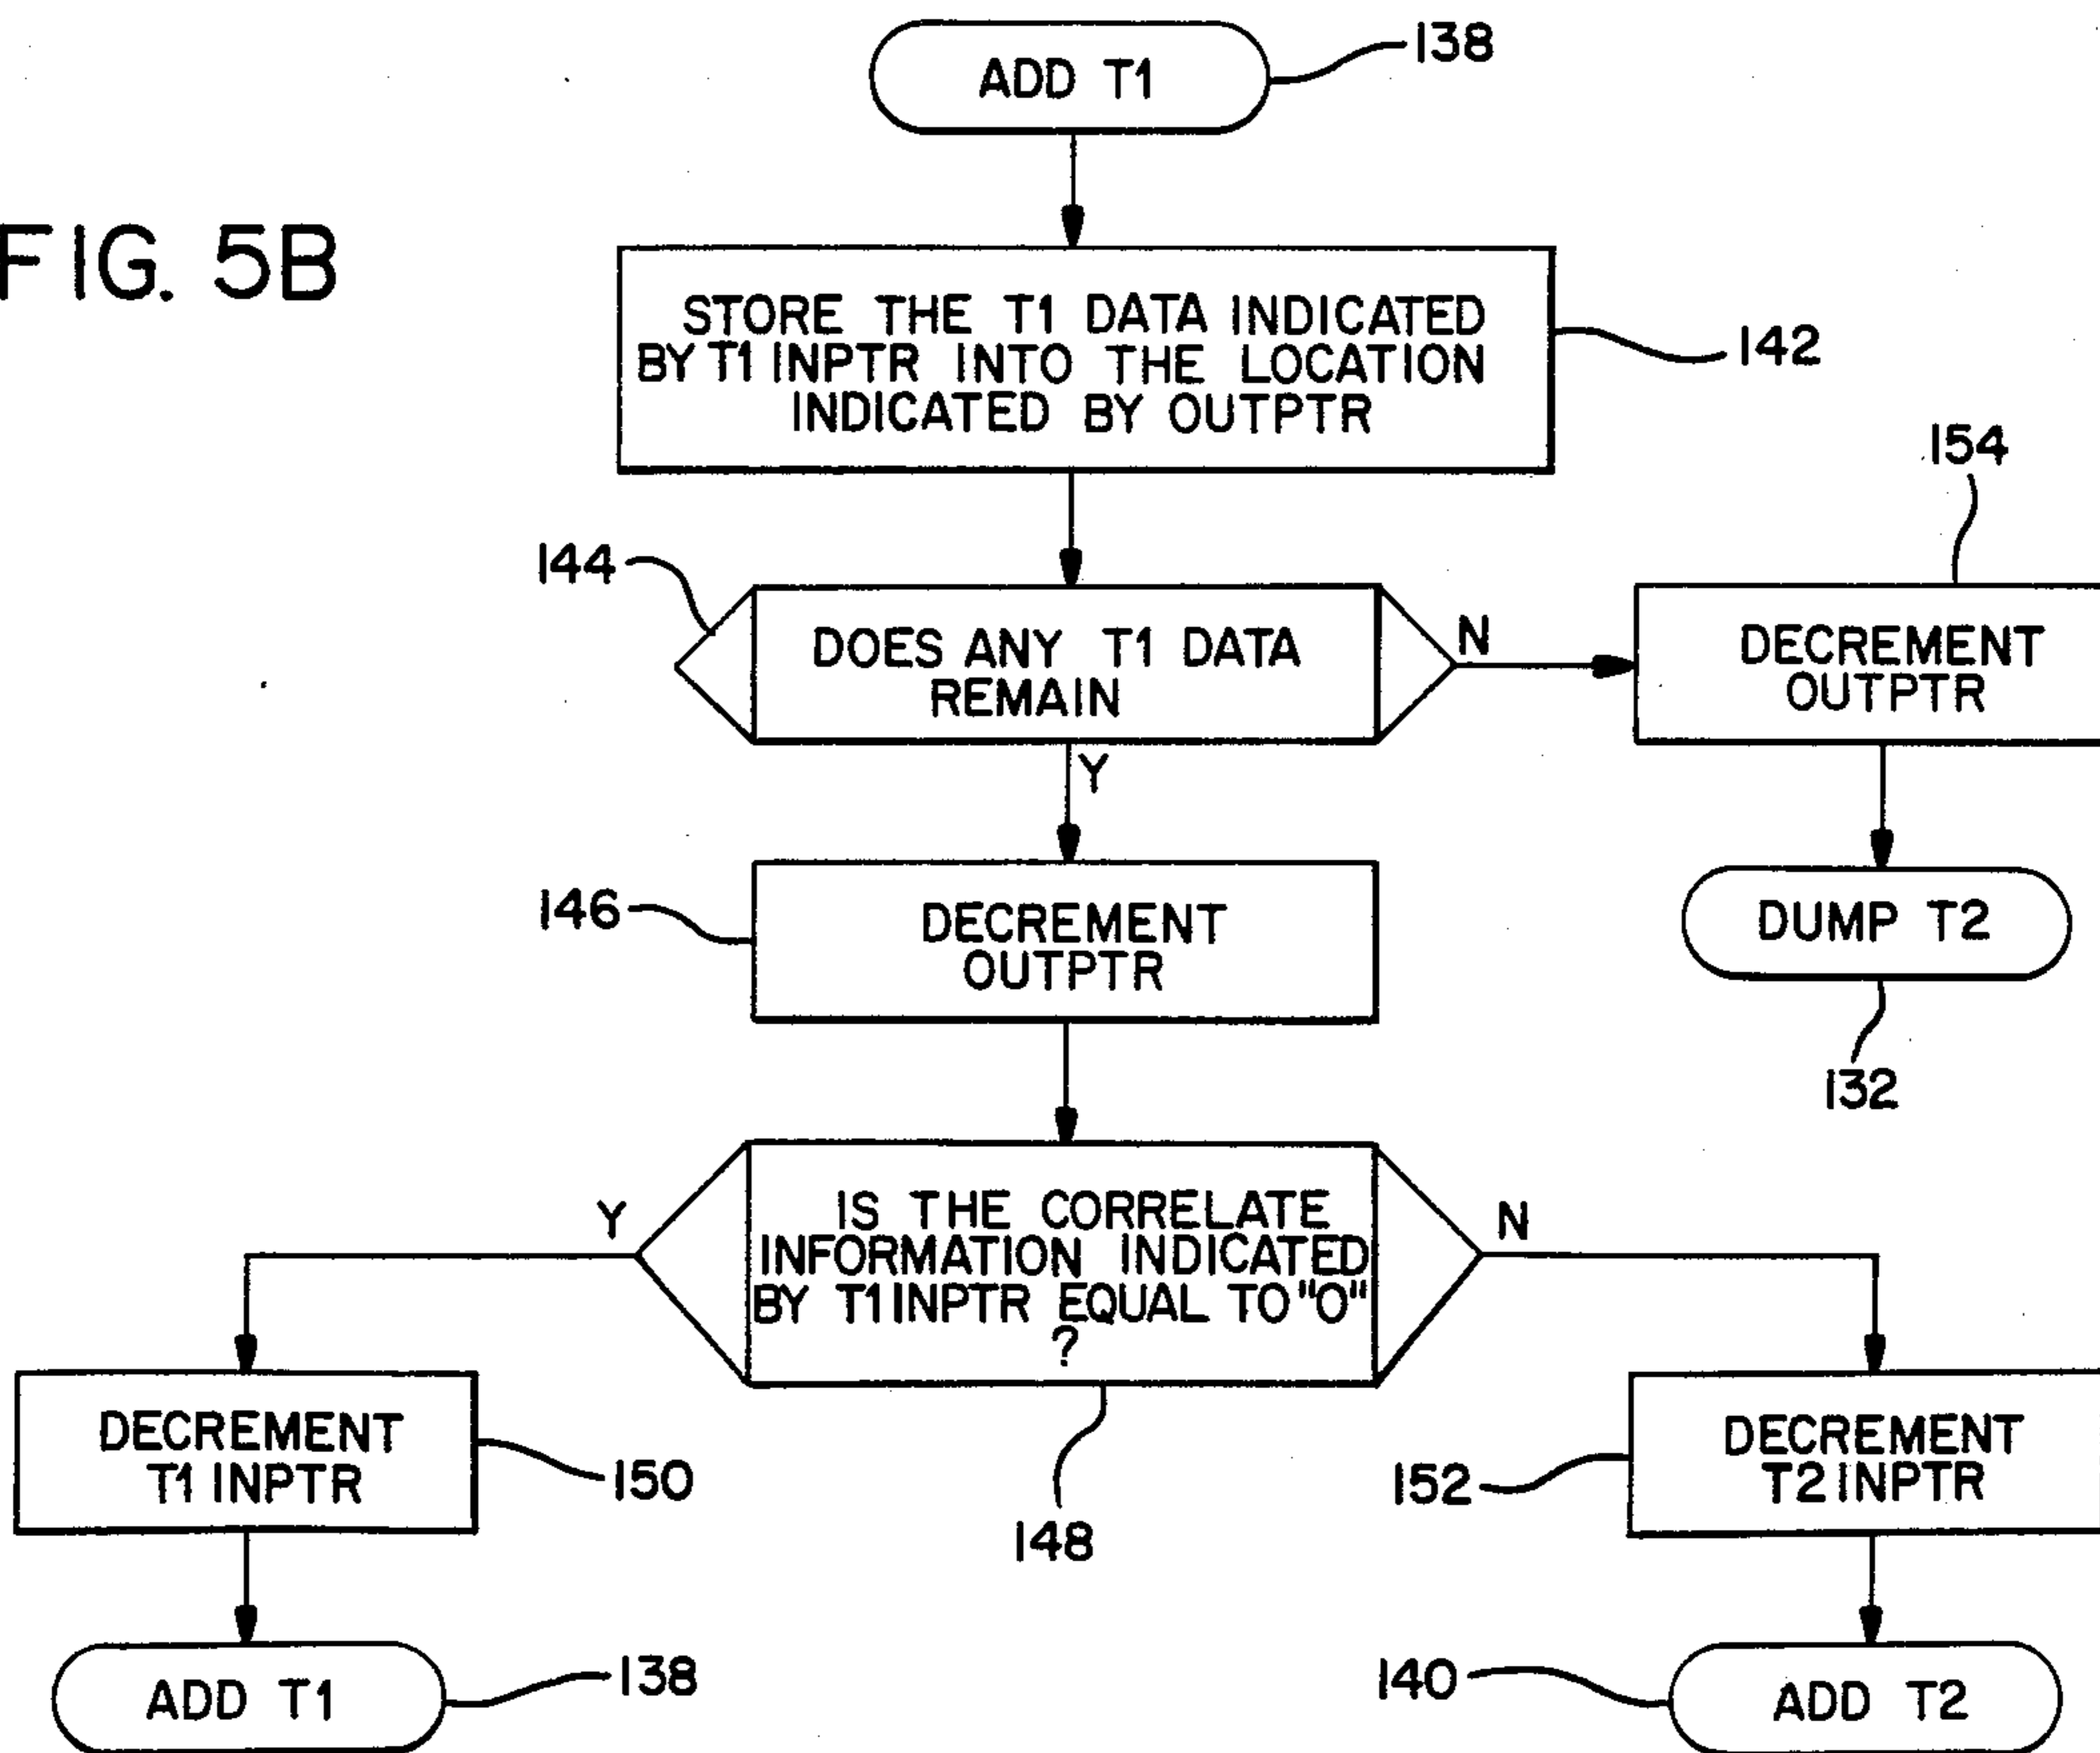 FIG. 5B
ADD T1
138
STORE THE T1 DATA INDICATED
BY T1 INPTR INTO THE LOCATION
INDICATED BY OUTPTR
142
144
DOES ANY T1 DATA
REMAIN
N
154
DECREMENT
OUTPTR
Y
DUMP T2
132
146
DECREMENT
OUTPTR
Y
IS THE CORRELATE
INFORMATION INDICATED
BY T1 INPTR EQUAL TO "0"
?
N
148
DECREMENT
T1 INPTR
150
152
DECREMENT
T2 INPTR
ADD T1
138
140
ADD T2